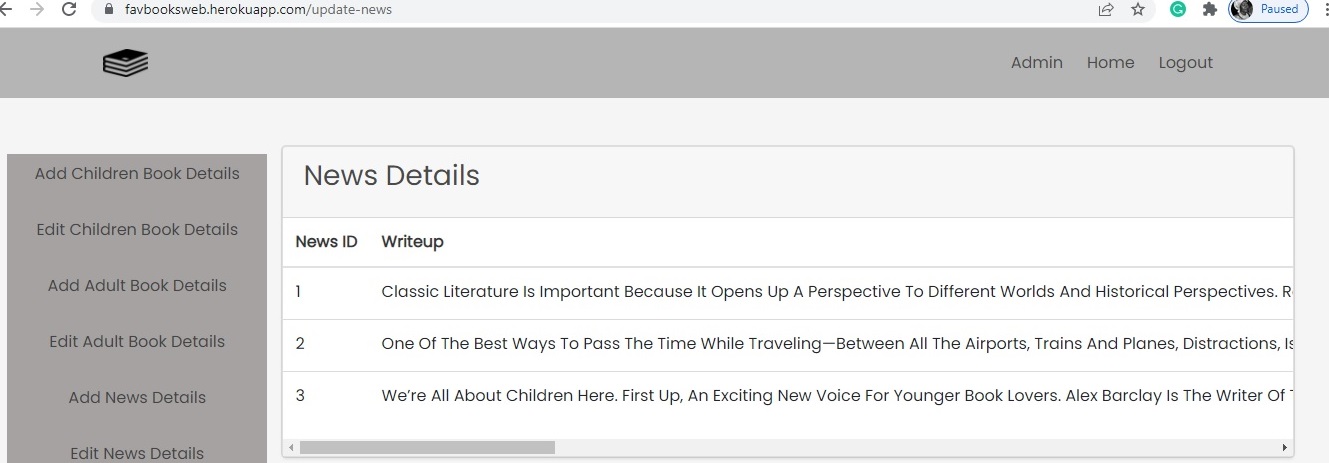 favbooksweb.herokuapp.com/update-news
Paused
Admin Home Logout
Add Children Book Details
Edit Children Book Details
Add Adult Book Details
Edit Adult Book Details
Add News Details
Edit News Details
News Details
News ID Writeup
1 Classic Literature Is Important Because It Opens Up A Perspective To Different Worlds And Historical Perspectives.
2 One Of The Best Ways To Pass The Time While Traveling—Between All The Airports, Trains And Planes, Distractions,
3 We’re All About Children Here. First Up, An Exciting New Voice For Younger Book Lovers. Alex Barclay Is The Writer Of